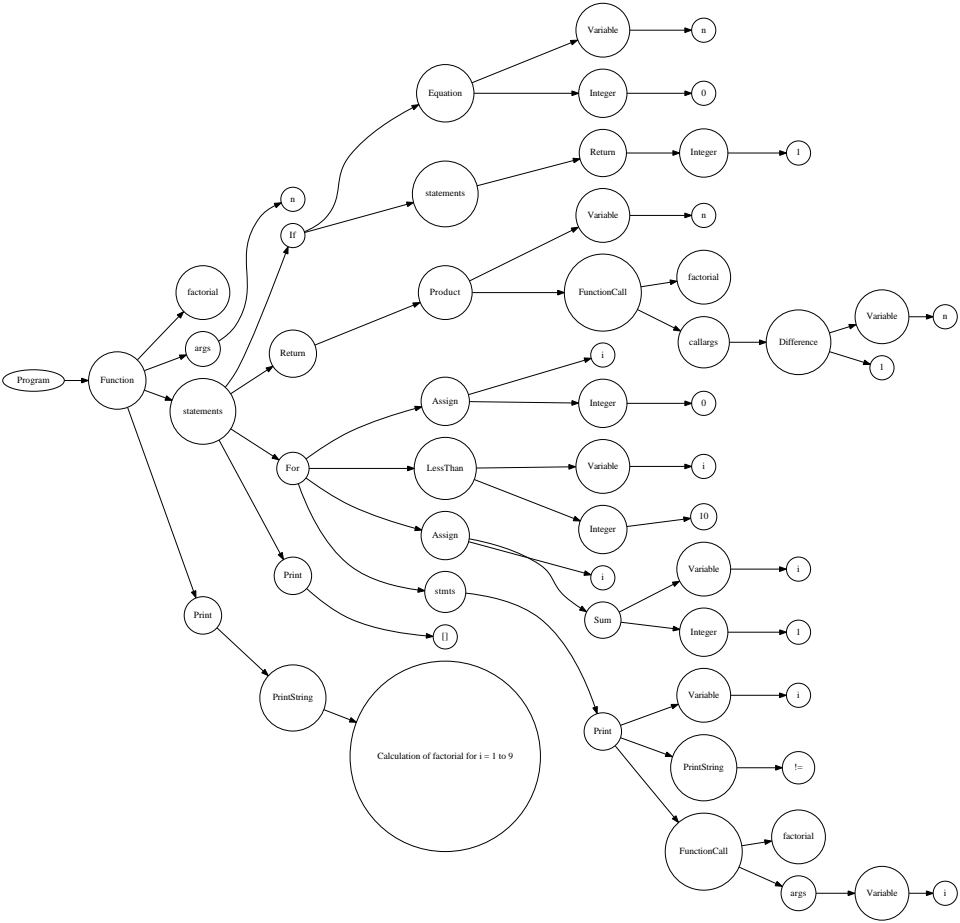 Program
Function
factorial
args
n
statements
If
Equation
Variable
n
Integer
0
statements
Return
Integer
1
Return
Product
Variable
n
FunctionCall
factorial
callargs
Difference
Variable
n
1
For
Assign
i
Integer
0
LessThan
Variable
i
Integer
10
Assign
i
Sum
Variable
i
Integer
1
stmts
Print
Variable
i
PrintString
!=
FunctionCall
factorial
args
Variable
i
Print
[]
Print
PrintString
Calculation of factorial for i = 1 to 9